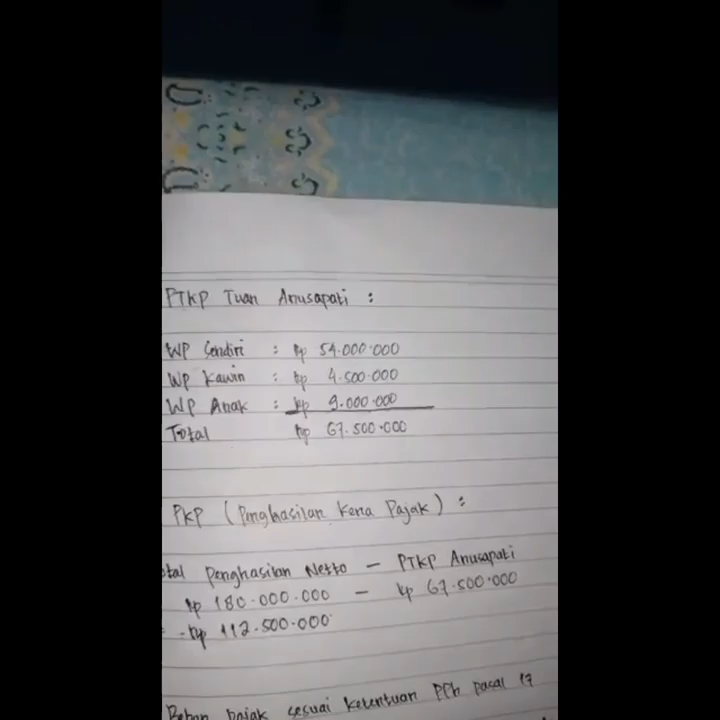 PTKP Tuan Anusapati :
WP Sendiri : Rp 54.000.000
WP Kawin : Rp 4.500.000
WP Anak : Rp 9.000.000
Total Rp 67.500.000
PKP (Penghasilan Kena Pajak) :
tal Penghasilan Netto - PTKP Anusapati
Rp 180.000.000 - Rp 67.500.000
= Rp 112.500.000
Beban pajak sesuai ketentuan PPh pasal 17